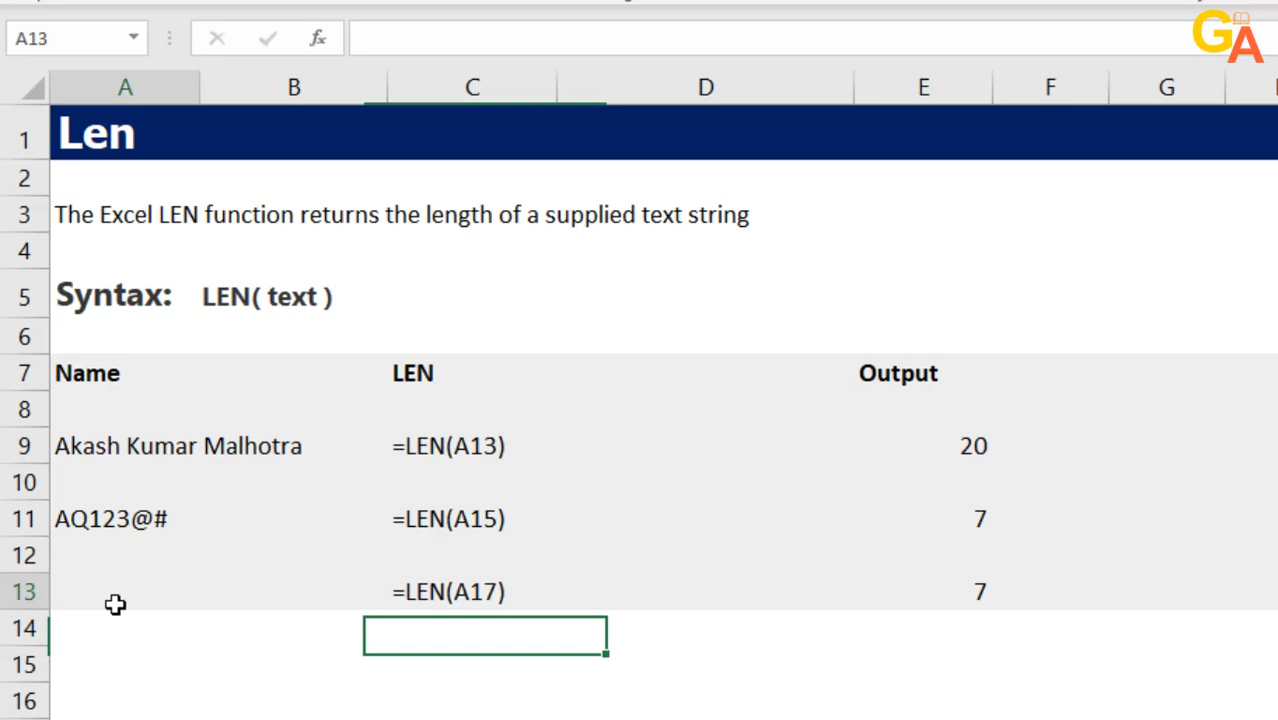 A13 fx
GA
A B C D E F G
1 Len
2
3 The Excel LEN function returns the length of a supplied text string
4
5 Syntax: LEN( text )
6
7 Name LEN Output
8
9 Akash Kumar Malhotra =LEN(A13) 20
10
11 AQ123@# =LEN(A15) 7
12
13 =LEN(A17) 7
14
15
16